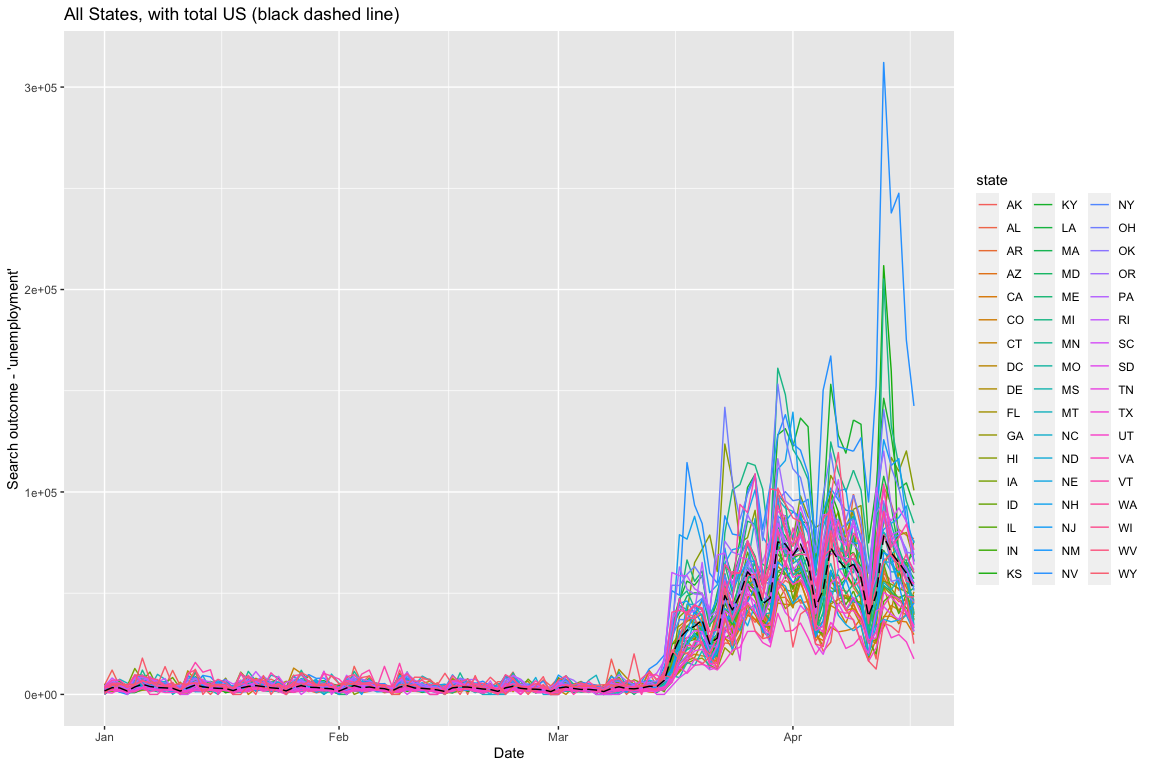 All States, with total US (black dashed line)
3e+05
2e+05
1e+05
0e+00
Search outcome - 'unemployment'
Jan Feb Mar Apr
Date
state
AK KY NY
AL LA OH
AR MA OK
AZ MD OR
CA ME PA
CO MI RI
CT MN SC
DC MO SD
DE MS TN
FL MT TX
GA NC UT
HI ND VA
IA NE VT
ID NH WA
IL NJ WI
IN NM WV
KS NV WY